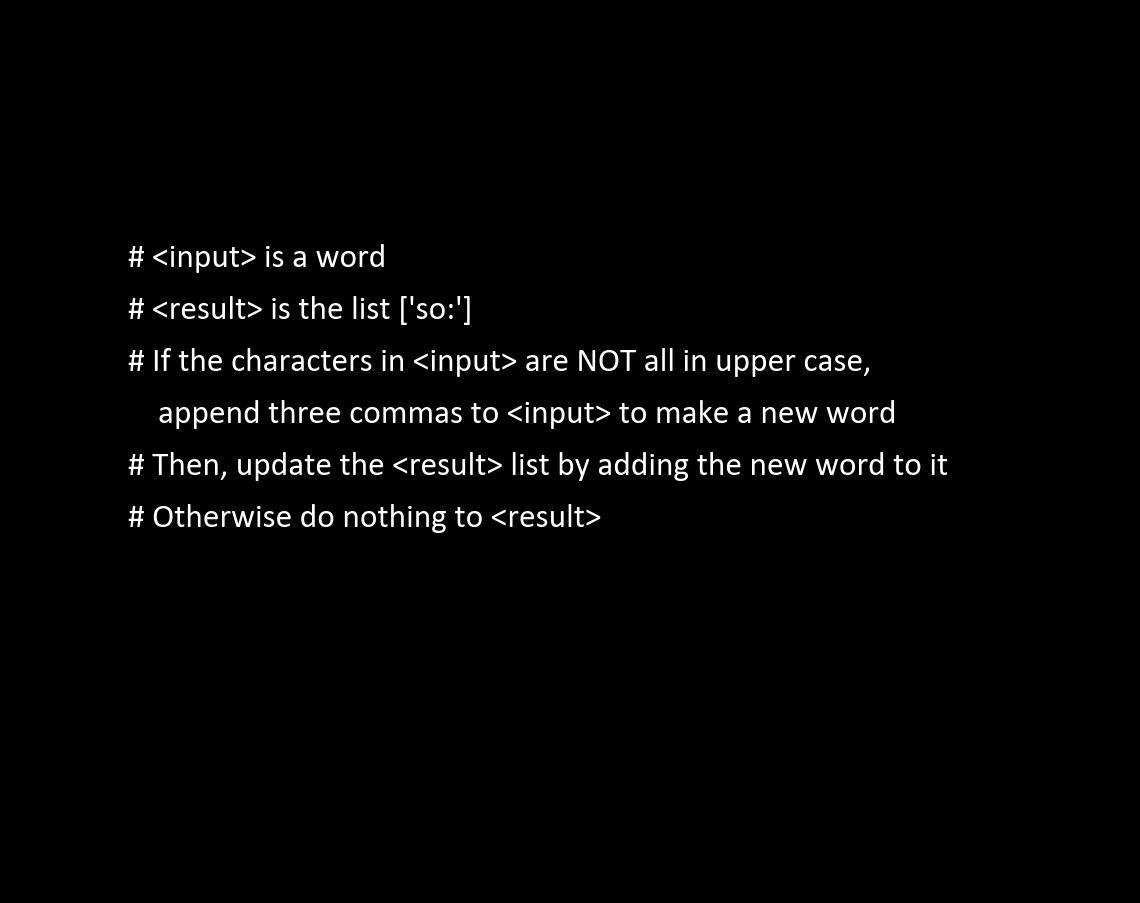 # <input> is a word
# <result> is the list ['so:']
# If the characters in <input> are NOT all in upper case,
append three commas to <input> to make a new word
# Then, update the <result> list by adding the new word to it
# Otherwise do nothing to <result>